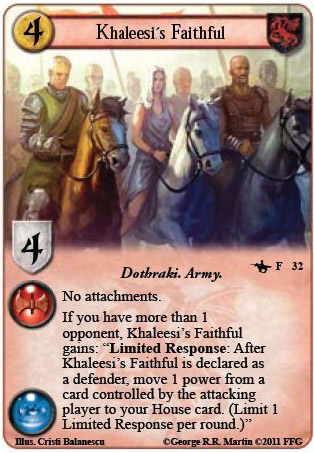 4
Khaleesi's Faithful
4
Dothraki. Army.
F 32
No attachments.
If you have more than 1
opponent, Khaleesi's Faithful
gains: "Limited Response: After
Khaleesi's Faithful is declared as
a defender, move 1 power from a
card controlled by the attacking
player to your House card. (Limit 1
Limited Response per round.)"
Illus. Cristi Balanescu
©George R.R. Martin ©2011 FFG